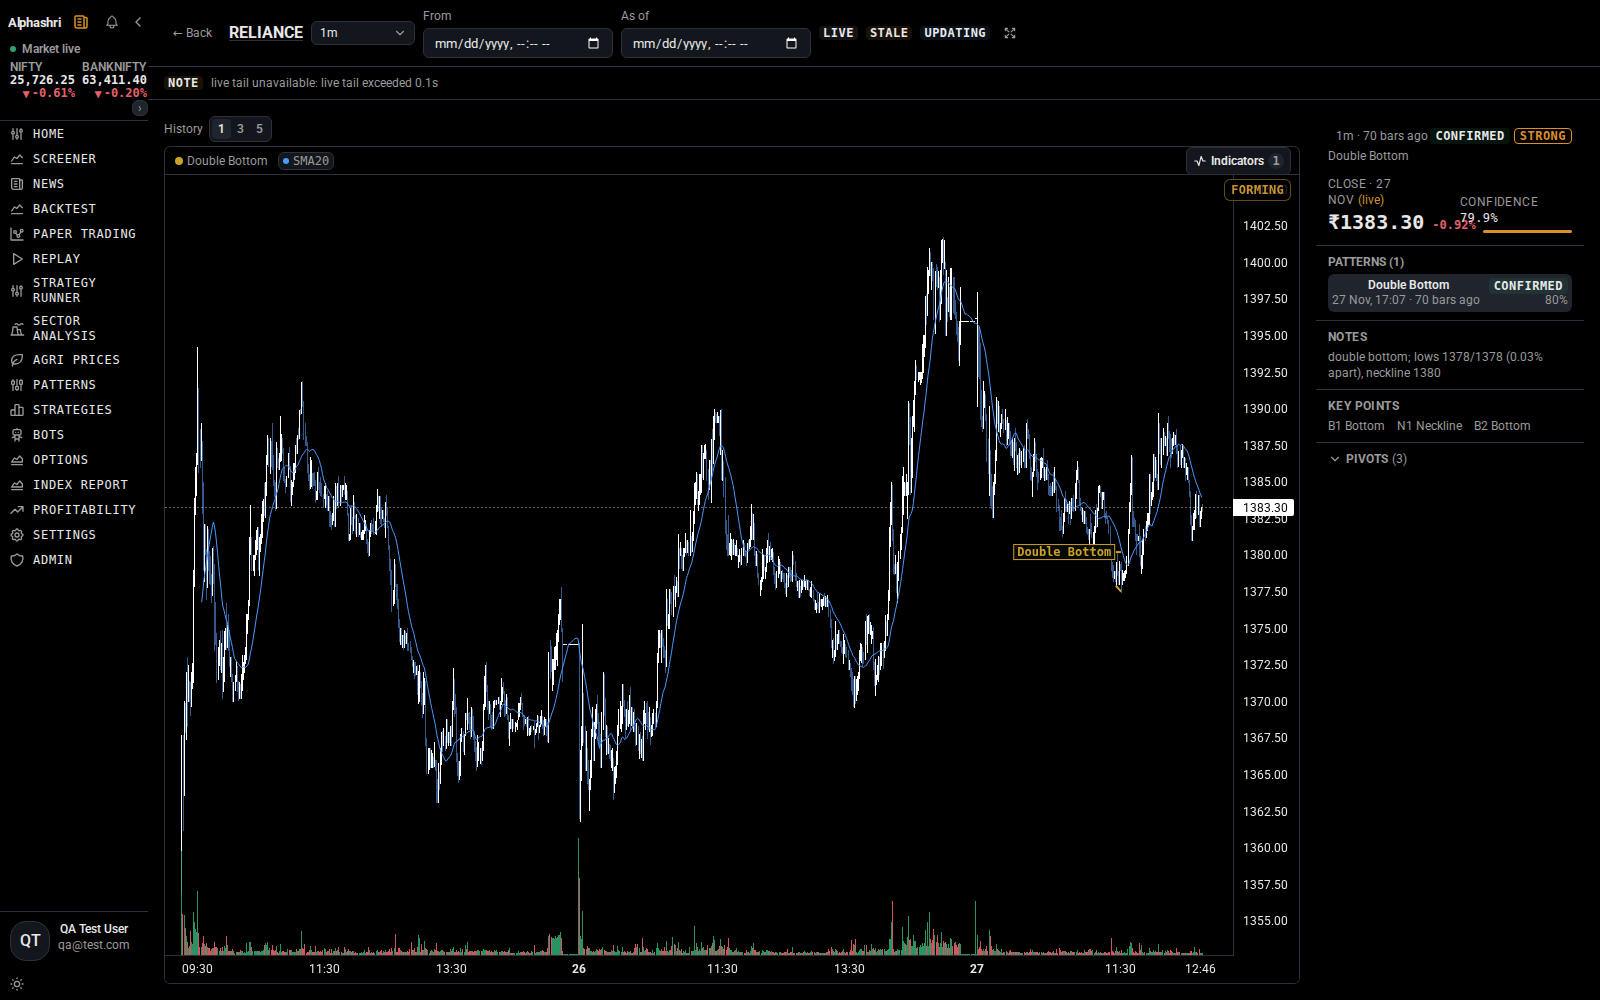 Alphashri
Market live
NIFTY
25,726.25
▼-0.61%
BANKNIFTY
63,411.40
▼-0.20%
HOME
SCREENER
NEWS
BACKTEST
PAPER TRADING
REPLAY
STRATEGY
RUNNER
SECTOR
ANALYSIS
AGRI PRICES
PATTERNS
STRATEGIES
BOTS
OPTIONS
INDEX REPORT
PROFITABILITY
SETTINGS
ADMIN
QT
QA Test User
qa@test.com
← Back
RELIANCE
1m
From
mm/dd/yyyy, --:-- --
As of
mm/dd/yyyy, --:-- --
LIVE STALE UPDATING
NOTE live tail unavailable: live tail exceeded 0.1s
History 1 3 5
Double Bottom SMA20
Indicators 1
FORMING
1402.50
1400.00
1397.50
1395.00
1392.50
1390.00
1387.50
1385.00
1383.30
1382.50
1380.00
1377.50
1375.00
1372.50
1370.00
1367.50
1365.00
1362.50
1360.00
1357.50
1355.00
Double Bottom
09:30 11:30 13:30 26 11:30 13:30 27 11:30 12:46
1m · 70 bars ago CONFIRMED STRONG
Double Bottom
CLOSE · 27
NOV (live)
₹1383.30 -0.92%
CONFIDENCE
79.9%
PATTERNS (1)
Double Bottom CONFIRMED
27 Nov, 17:07 · 70 bars ago 80%
NOTES
double bottom; lows 1378/1378 (0.03%
apart), neckline 1380
KEY POINTS
B1 Bottom N1 Neckline B2 Bottom
PIVOTS (3)